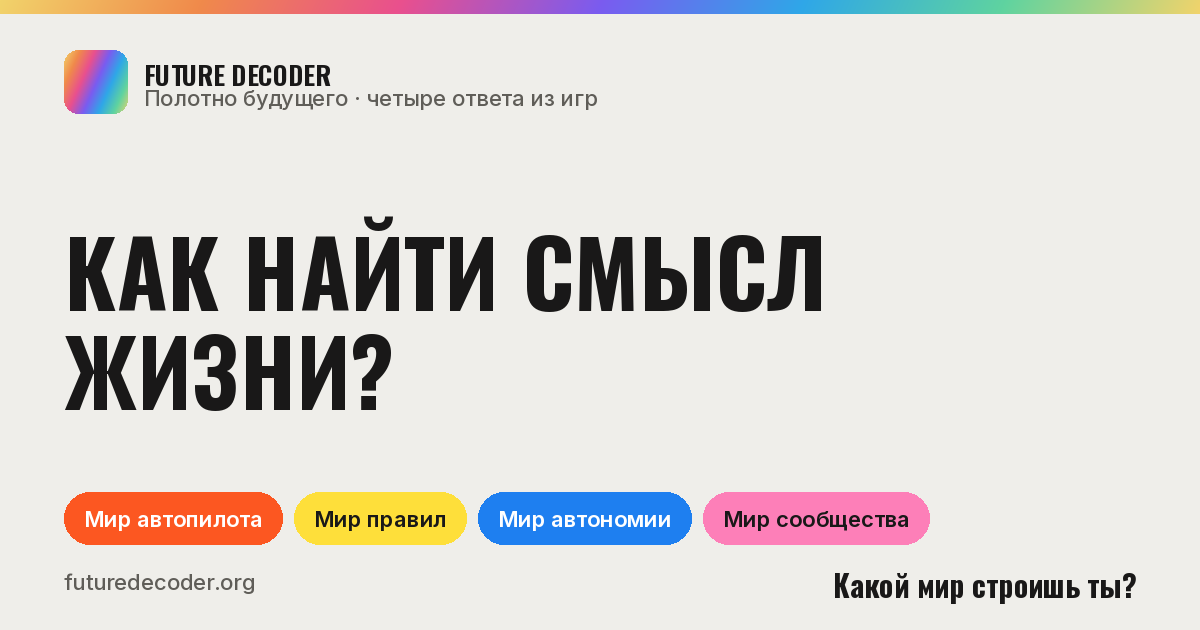 FUTURE DECODER
Полотно будущего · четыре ответа из игр
КАК НАЙТИ СМЫСЛ
ЖИЗНИ?
Мир автопилота
Мир правил
Мир автономии
Мир сообщества
futuredecoder.org
Какой мир строишь ты?